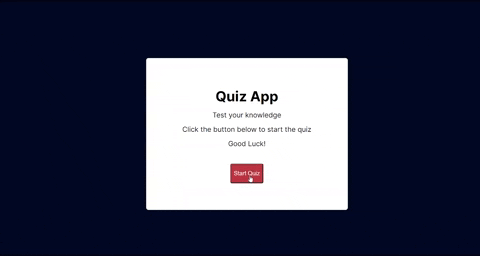 Quiz App
Test your knowledge
Click the button below to start the quiz
Good Luck!
Start Quiz